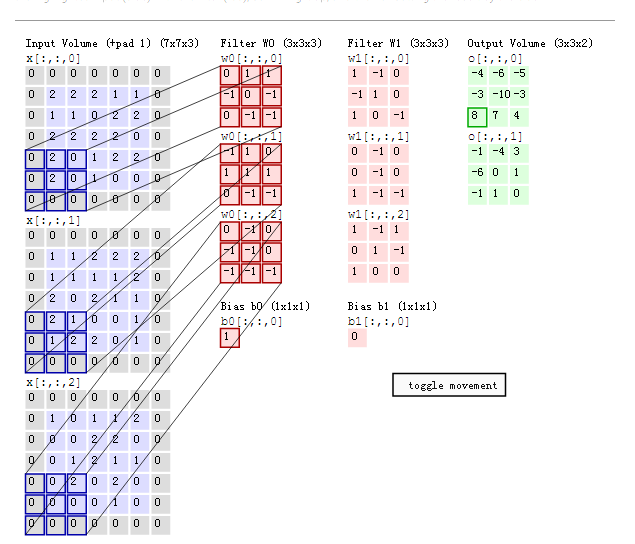 Input Volume (+pad 1) (7x7x3)
x[:,:,0]
0 0 0 0 0 0 0
0 2 2 2 1 1 0
0 1 1 0 2 2 0
0 2 2 2 2 0 0
0 2 0 1 2 2 0
0 2 0 1 0 1 0
0 0 0 0 0 0 0
x[:,:,1]
0 0 0 0 0 0 0
0 1 1 2 2 2 0
0 1 1 1 1 2 0
0 2 0 2 1 1 0
0 2 1 0 0 1 0
0 1 2 2 0 1 0
0 0 0 0 0 0 0
x[:,:,2]
0 0 0 0 0 0 0
0 1 0 1 1 2 0
0 0 0 2 2 0 0
0 0 1 2 1 1 0
0 0 2 0 2 0 0
0 0 0 0 1 0 0
0 0 0 0 0 0 0
Filter W0 (3x3x3)
w0[:,:,0]
0 1 1
-1 0 -1
0 -1 -1
w0[:,:,1]
-1 1 0
1 1 1
0 -1 -1
w0[:,:,2]
0 -1 0
-1 -1 0
-1 -1 -1
Bias b0 (1x1x1)
b0[:,:,0]
1
Filter W1 (3x3x3)
w1[:,:,0]
1 -1 0
-1 1 0
1 0 -1
w1[:,:,1]
0 -1 0
0 -1 0
1 -1 -1
w1[:,:,2]
1 -1 1
0 1 -1
1 0 0
Bias b1 (1x1x1)
b1[:,:,0]
0
Output Volume (3x3x2)
o[:,:,0]
-4 -6 -5
-3 -10 -3
8 7 4
o[:,:,1]
-1 -4 3
-6 0 1
-1 1 0
toggle movement